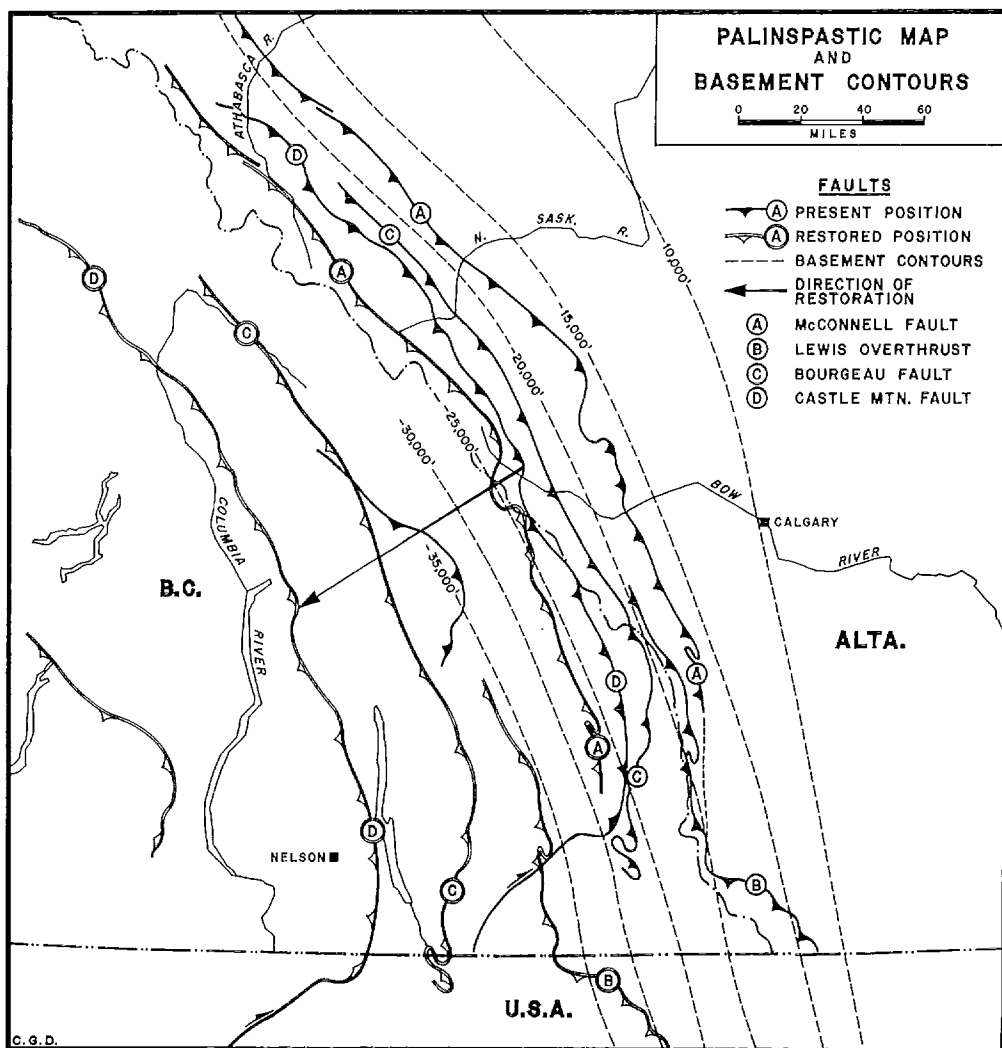 PALINSPASTIC MAP
AND
BASEMENT CONTOURS
0 20 40 60
MILES
FAULTS
A PRESENT POSITION
A RESTORED POSITION
BASEMENT CONTOURS
DIRECTION OF
RESTORATION
A McCONNELL FAULT
B LEWIS OVERTHRUST
C BOURGEAU FAULT
D CASTLE MTN. FAULT
ATHABASCA R.
D
A
C
N. SASK. R.
-10,000'
A
D
C
-15,000'
-20,000'
-25,000'
-30,000'
-35,000'
BOW RIVER
CALGARY
COLUMBIA RIVER
B.C.
ALTA.
D
A
A
C
D
NELSON
C
B
B
U.S.A.
C.G.D.